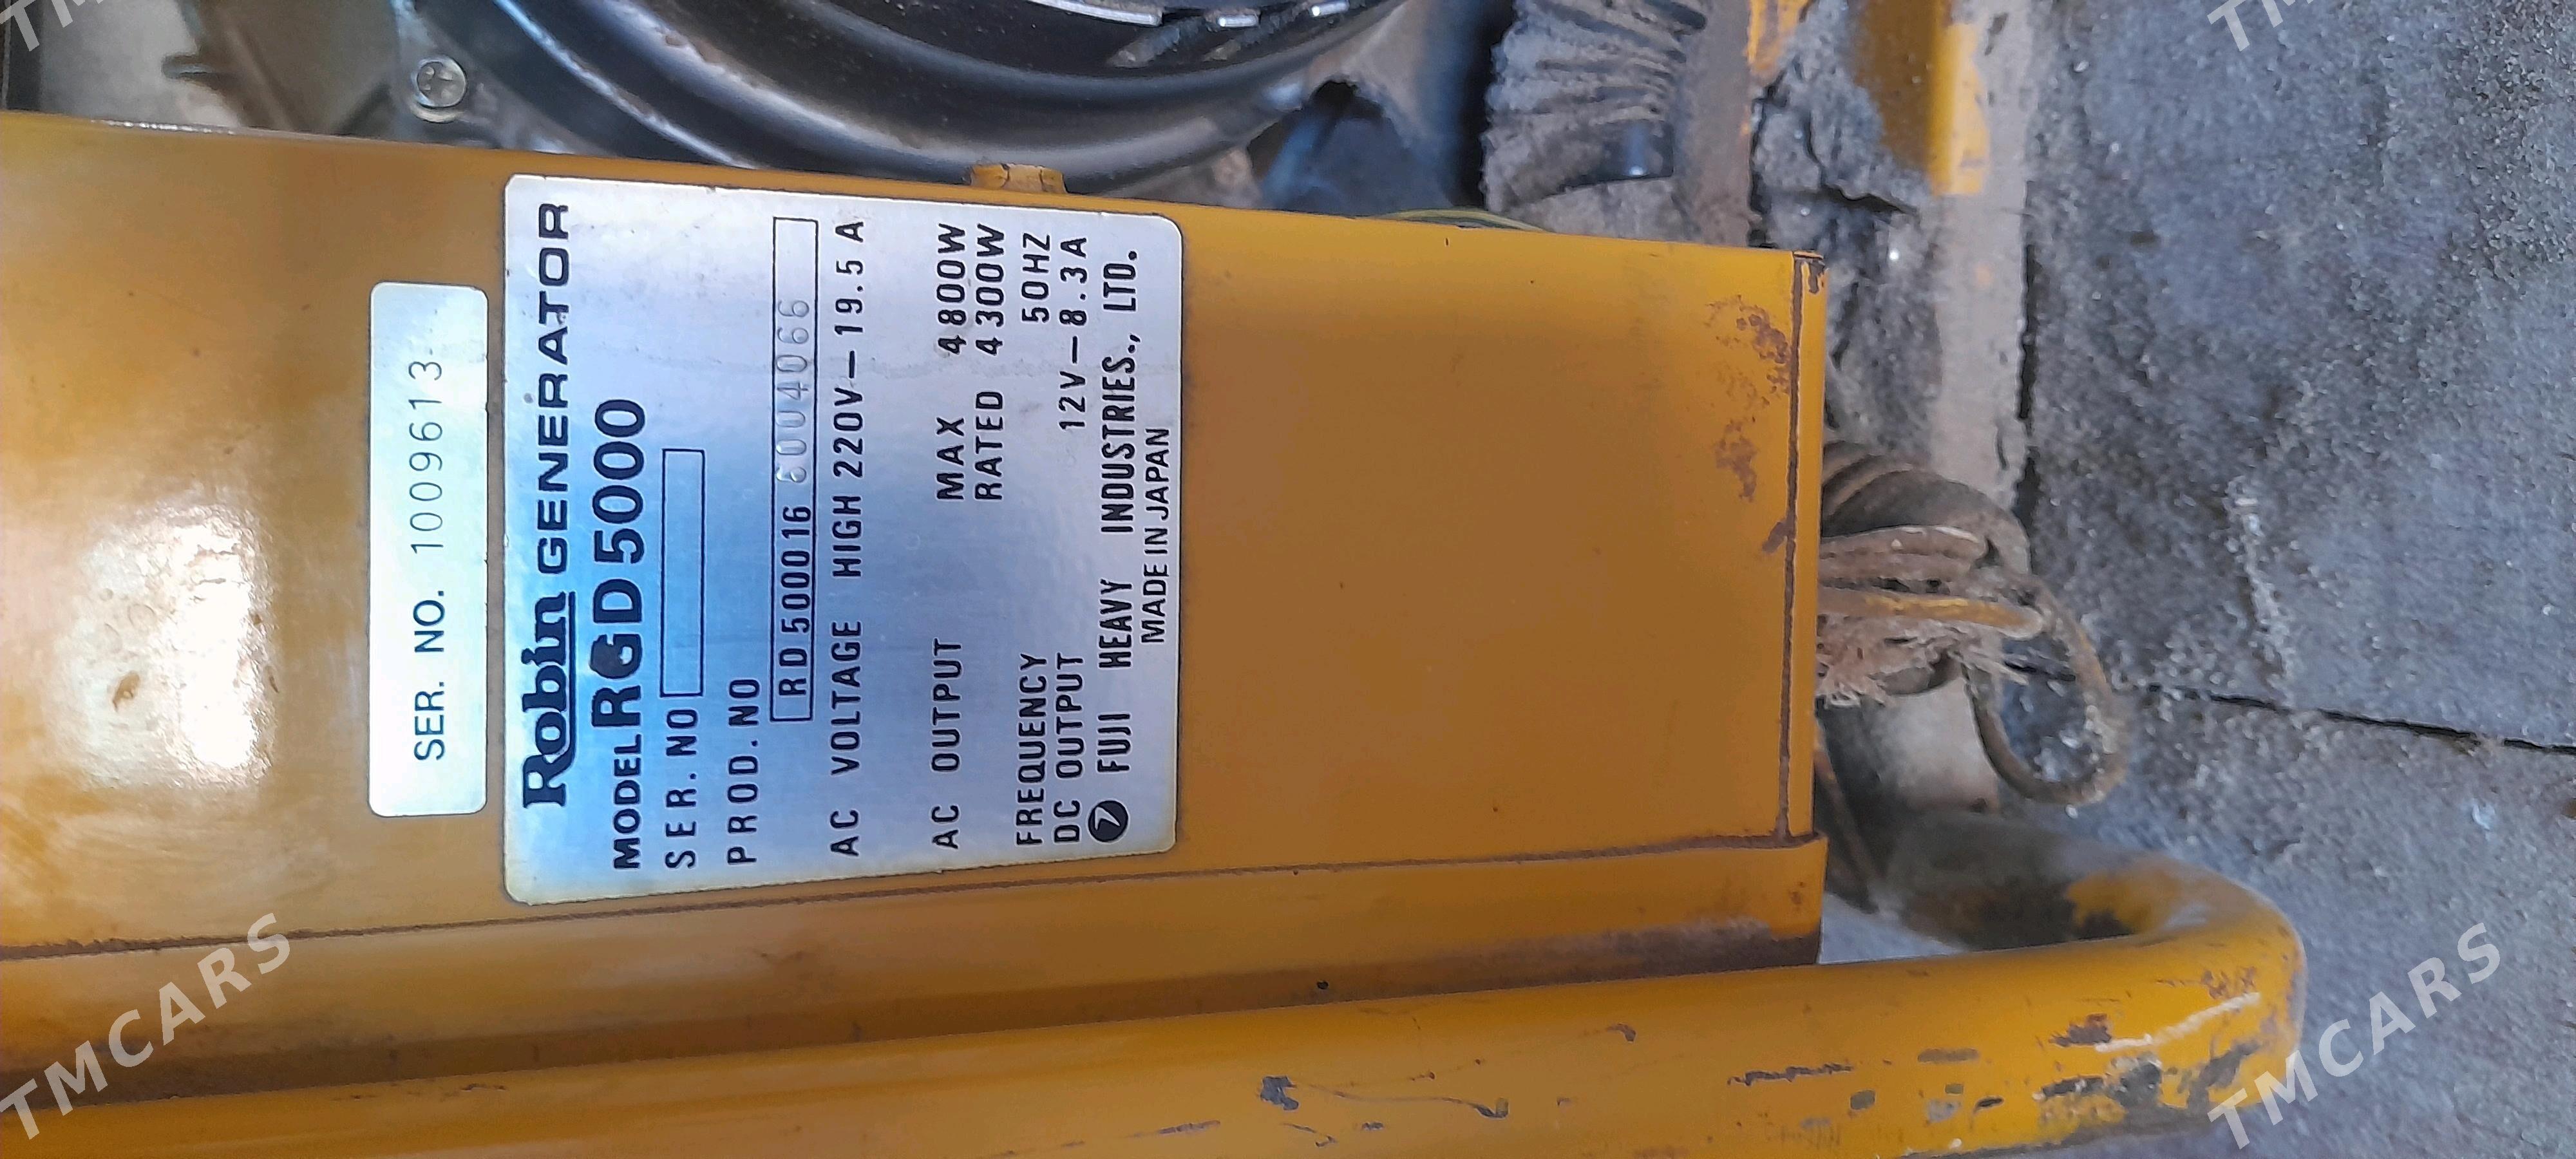 SER. NO. 1009613
Robin GENERATOR
MODEL RGD5000
SER.NO
PROD.NO
RD500016 6004066
AC VOLTAGE HIGH 220V-19.5A
AC OUTPUT MAX 4800W
RATED 4300W
FREQUENCY 50HZ
DC OUTPUT 12V-8.3A
FUJI HEAVY INDUSTRIES., LTD.
MADE IN JAPAN
TMCARS
TMCARS